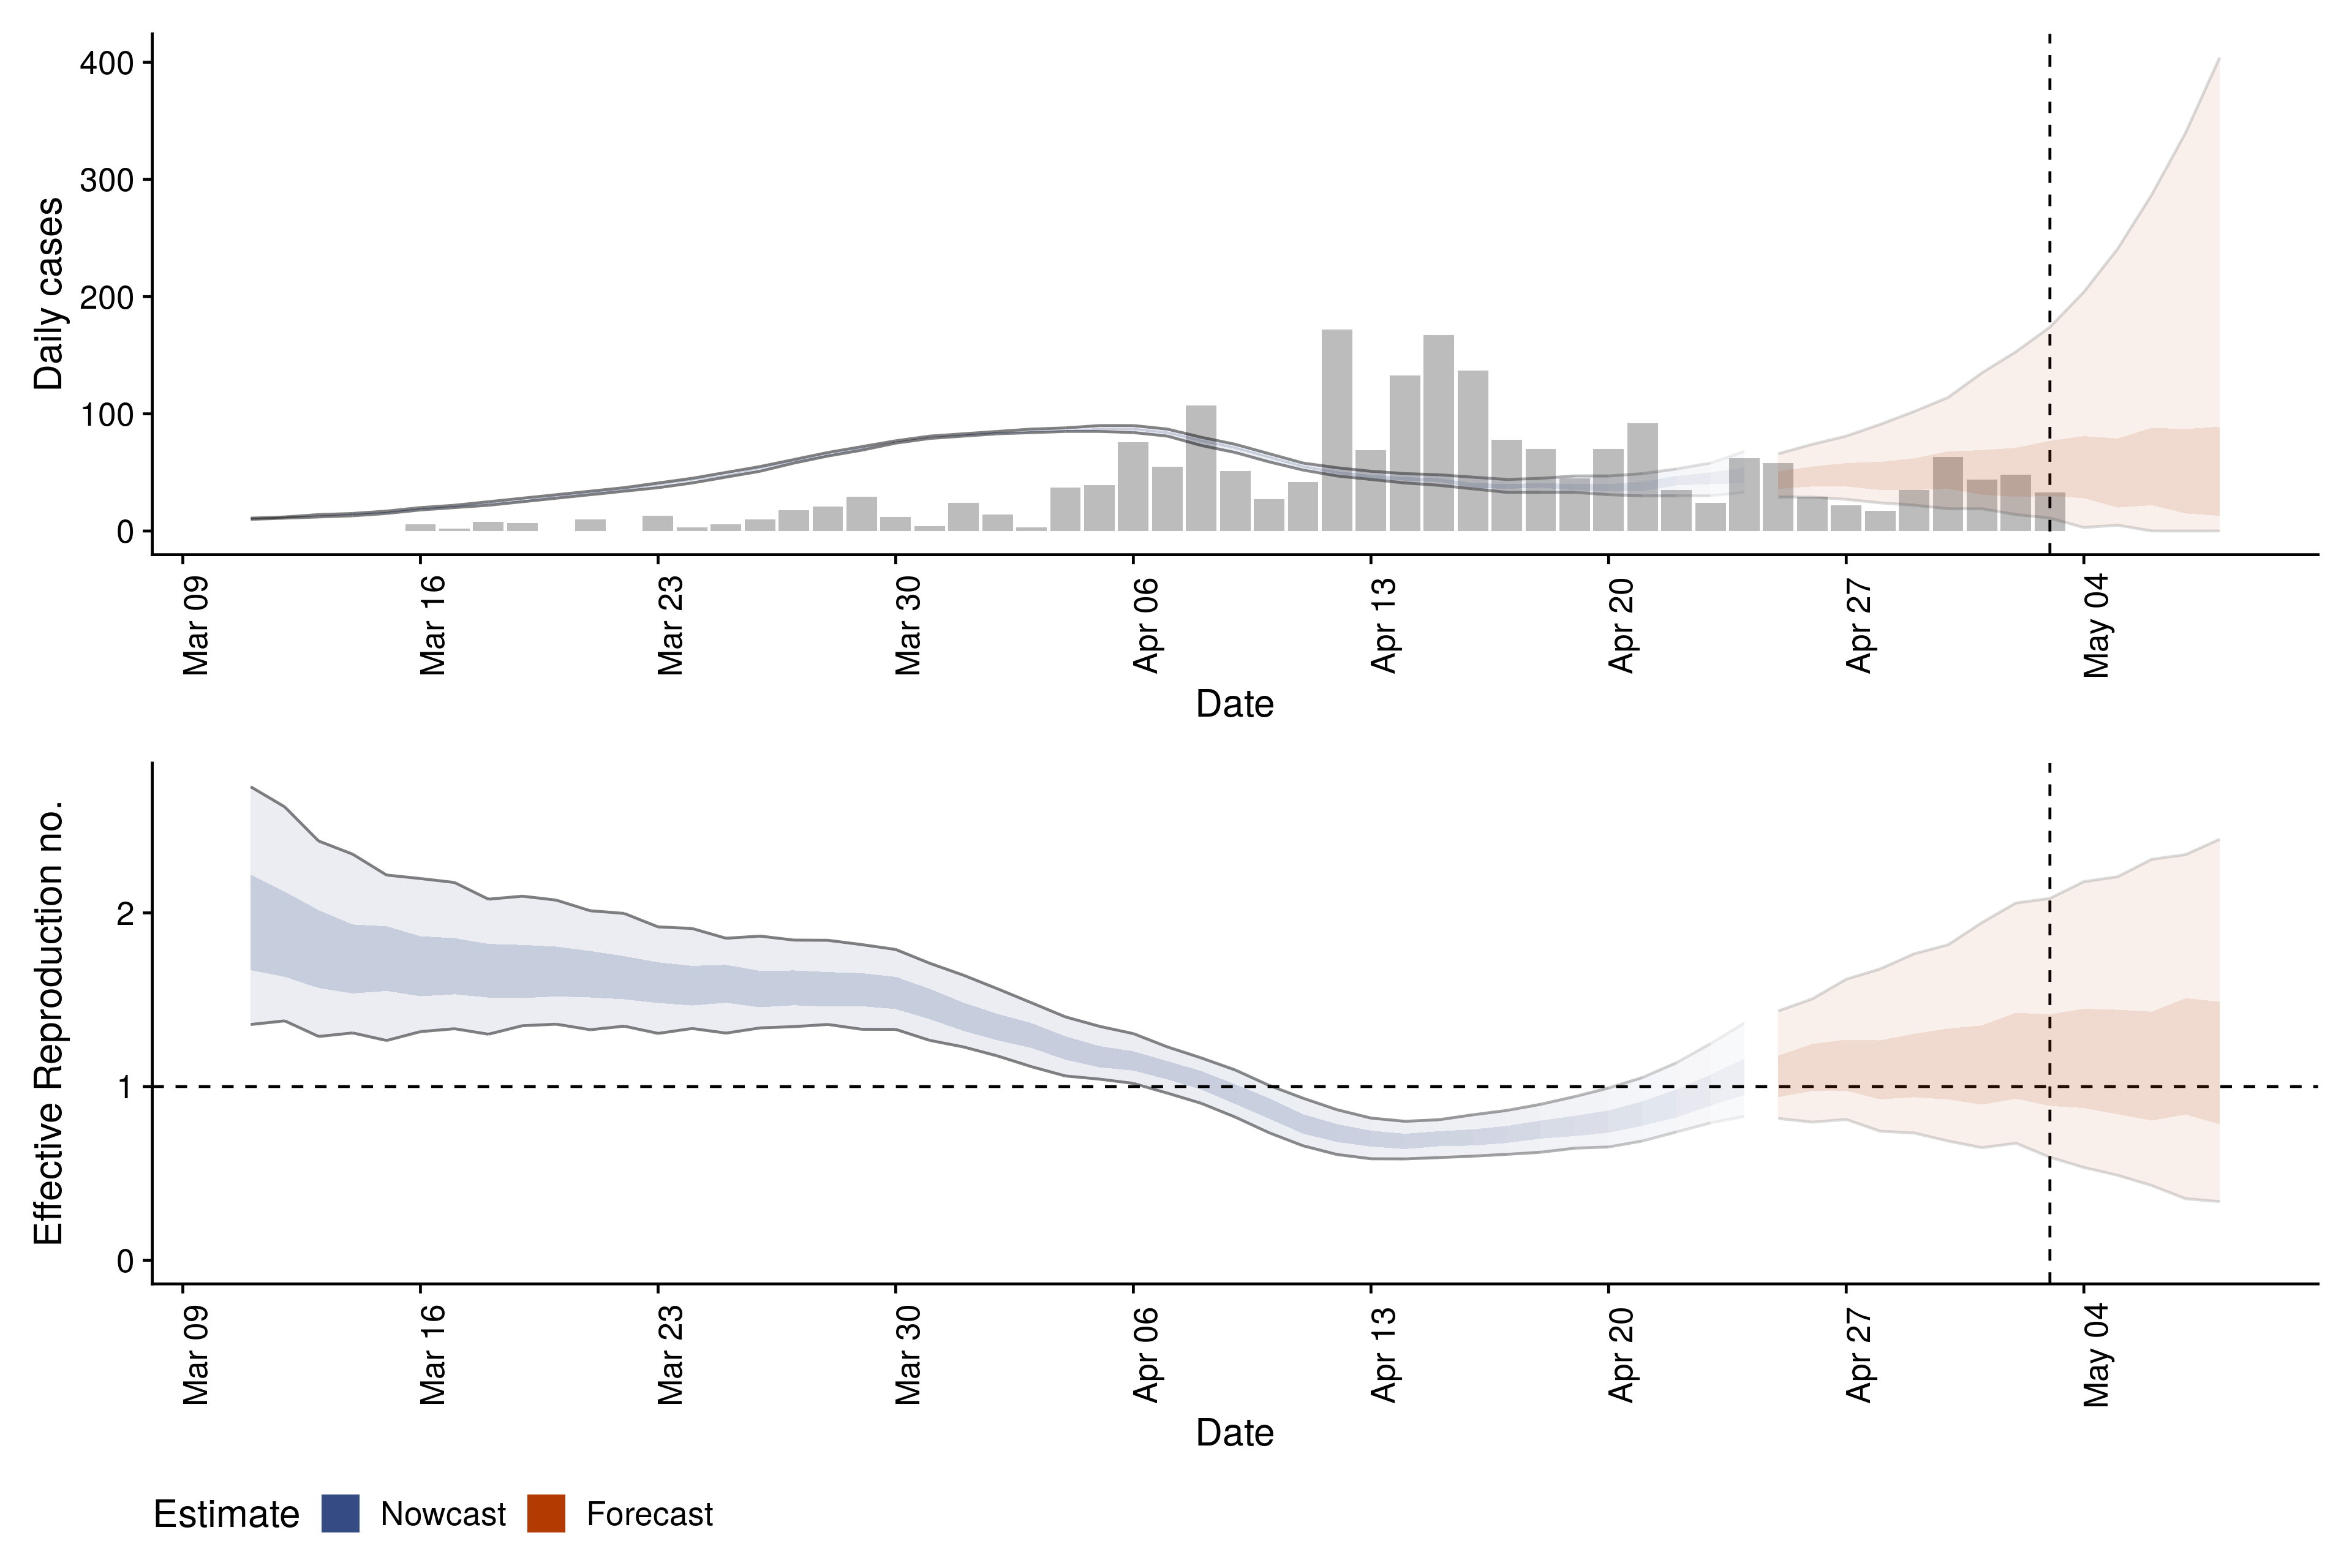 Daily cases
400
300
200
100
0
Mar 09
Mar 16
Mar 23
Mar 30
Apr 06
Apr 13
Apr 20
Apr 27
May 04
Date
Effective Reproduction no.
2
1
0
Mar 09
Mar 16
Mar 23
Mar 30
Apr 06
Apr 13
Apr 20
Apr 27
May 04
Date
Estimate Nowcast Forecast